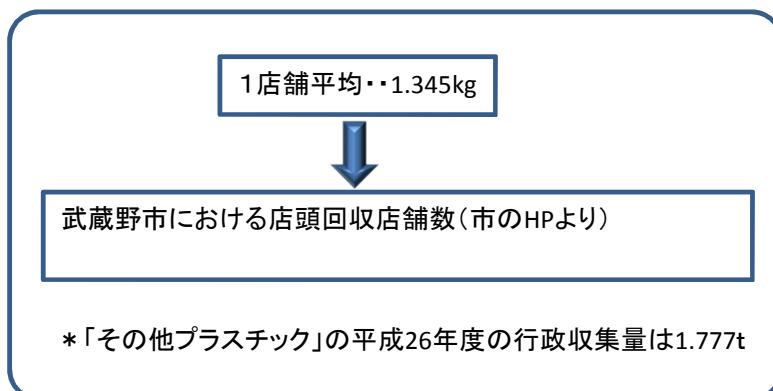 １店舗平均・・1.345kg
武蔵野市における店頭回収店舗数（市のHPより）
＊「その他プラスチック」の平成26年度の行政収集量は1.777t